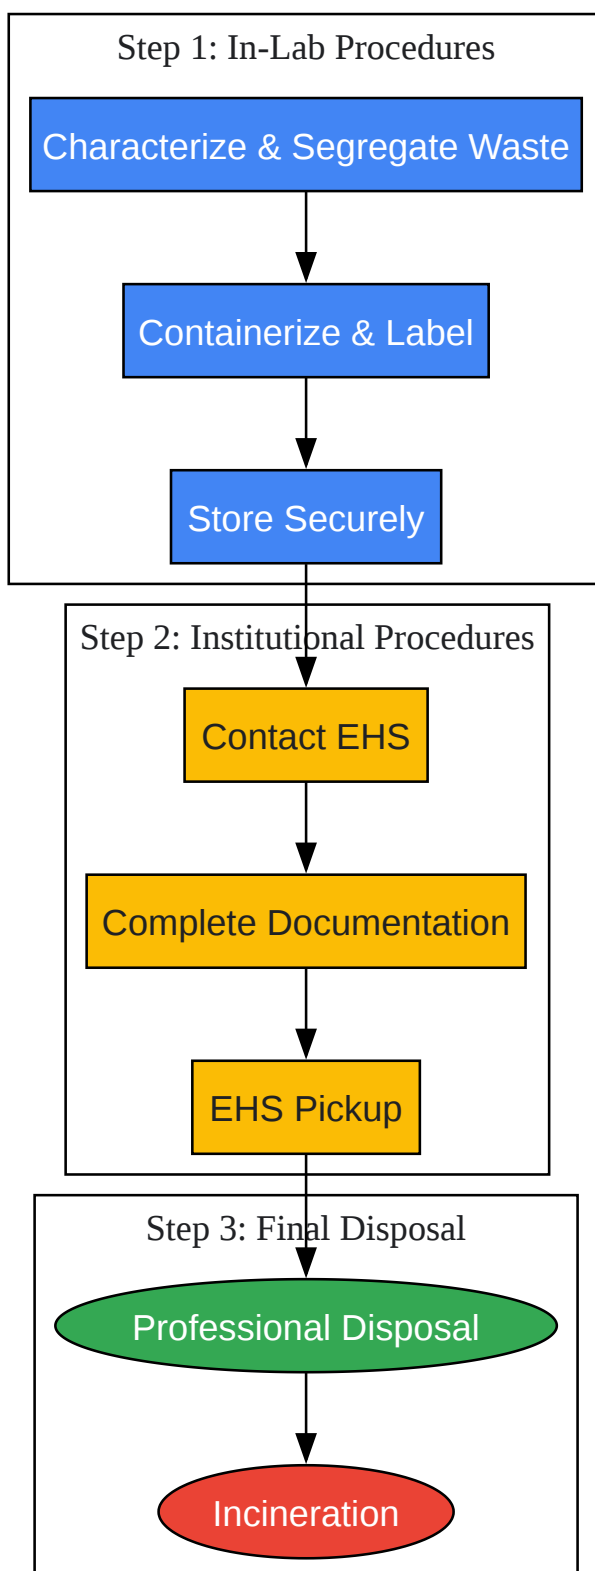 Step 1: In-Lab Procedures
Characterize & Segregate Waste
Containerize & Label
Store Securely
Step 2: Institutional Procedures
Contact EHS
Complete Documentation
EHS Pickup
Step 3: Final Disposal
Professional Disposal
Incineration